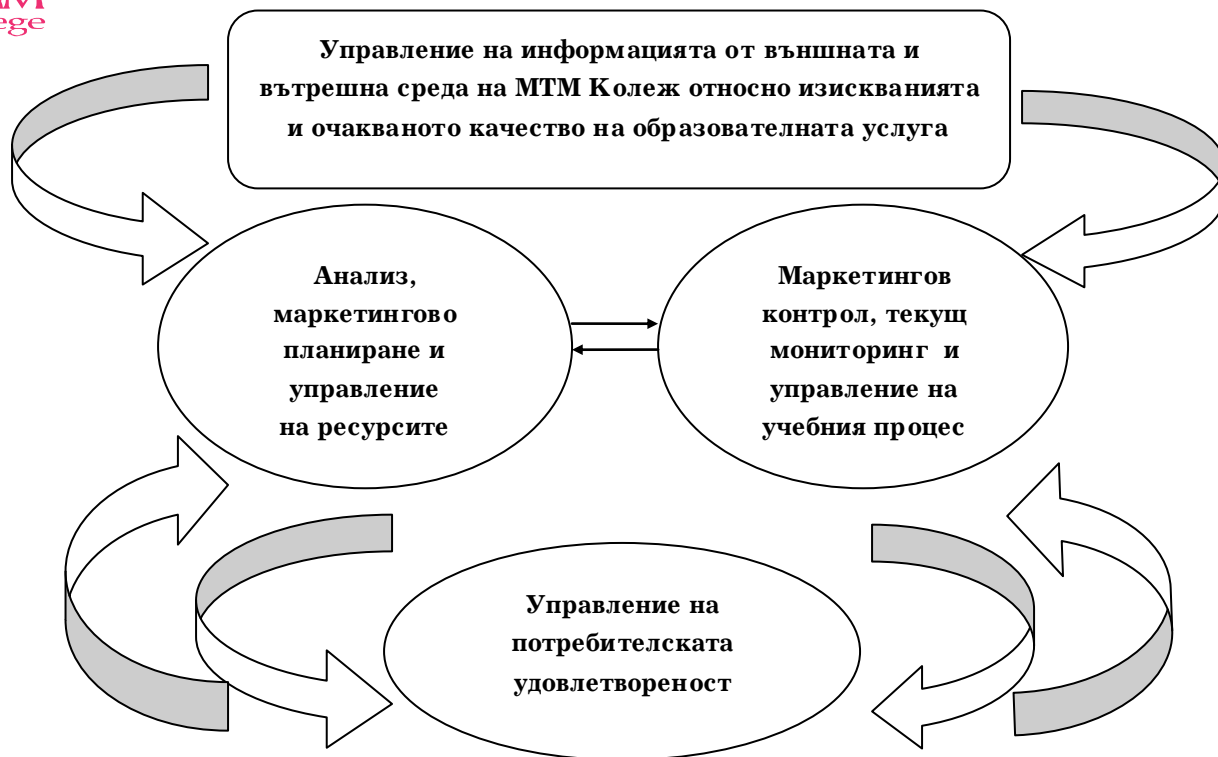 ege
Управление на информацията от външната и
вътрешна среда на МТМ Колеж относно изискванията
и очакваното качество на образователната услуга
Анализ,
маркетингово
планиране и
управление
на ресурсите
Маркетингов
контрол, текущ
мониторинг и
управление на
учебния процес
Управление на
потребителската
удовлетвореност